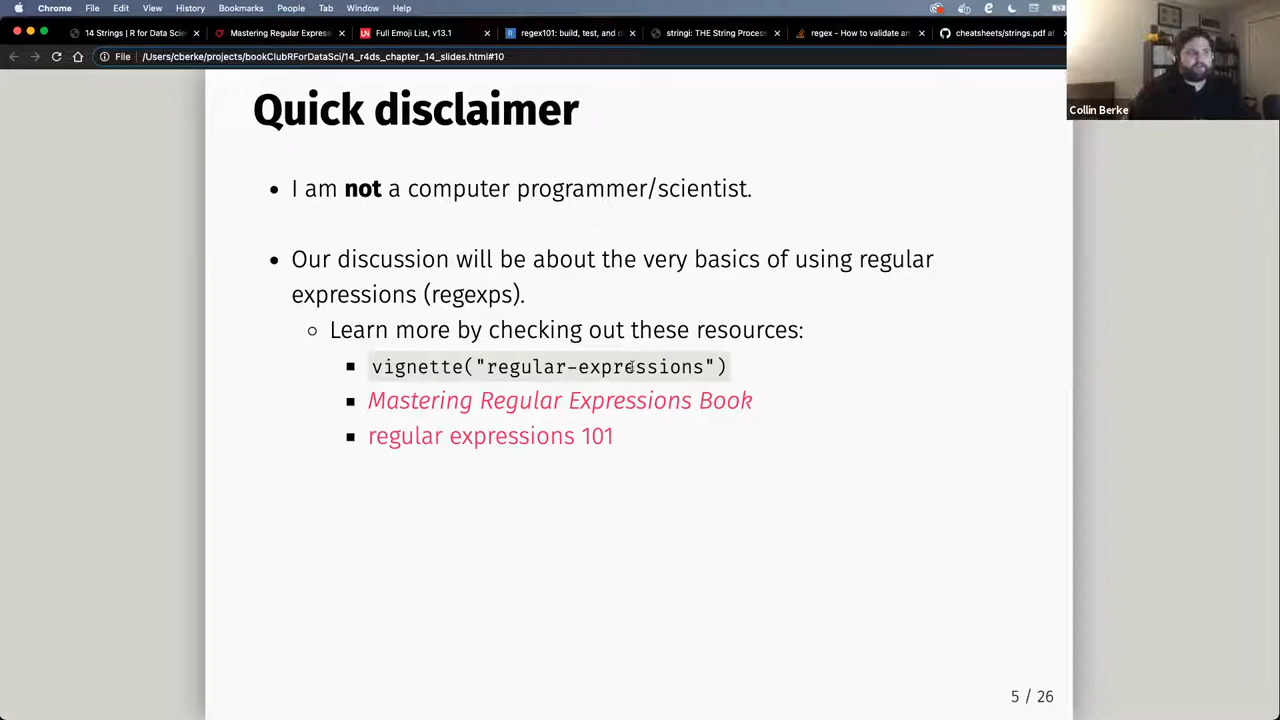 Chrome File Edit View History Bookmarks People Tab Window Help
14 Strings | R for Data Scie
Mastering Regular Expressi
Full Emoji List, v13.1
regex101: build, test, and d
stringi: THE String Process
regex - How to validate an
cheatsheets/strings.pdf at
File /Users/cberke/projects/bookClubRForDataSci/14_r4ds_chapter_14_slides.html#10
Collin Berke
Quick disclaimer
• I am not a computer programmer/scientist.
• Our discussion will be about the very basics of using regular
expressions (regexps).
Learn more by checking out these resources:
vignette("regular-expressions")
Mastering Regular Expressions Book
regular expressions 101
5 / 26